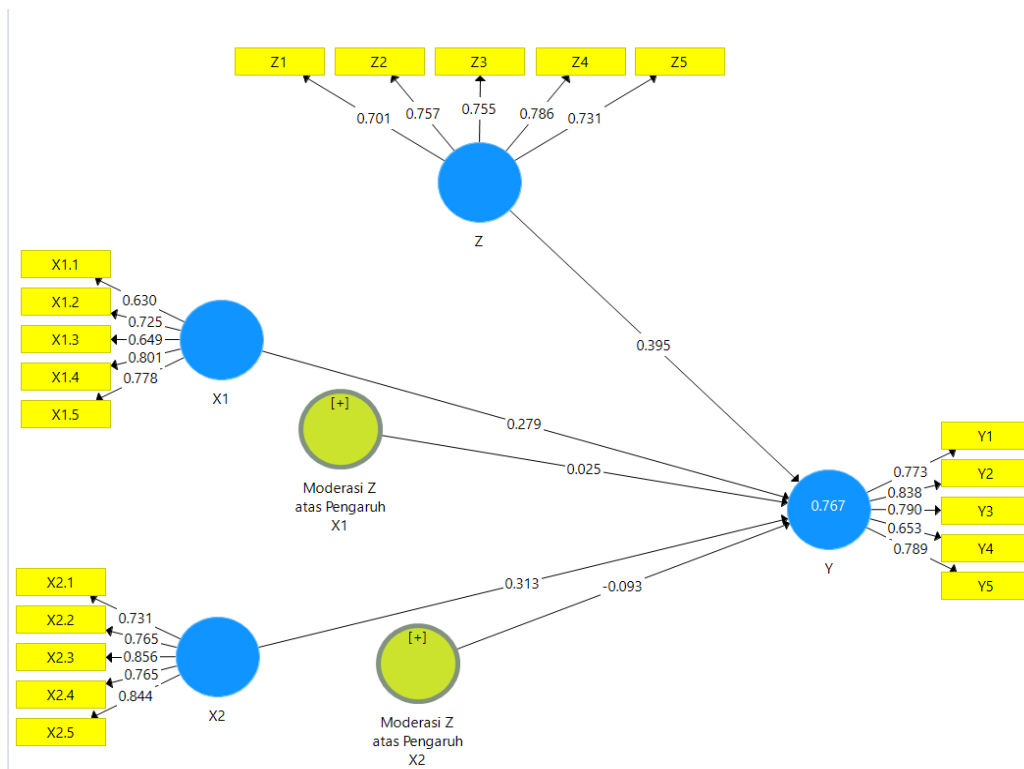 Z1
Z2
Z3
Z4
Z5
0.701
0.757
0.755
0.786
0.731
Z
X1.1
X1.2
X1.3
X1.4
X1.5
0.630
0.725
0.649
0.801
0.778
X1
0.395
0.279
[+]
0.025
Moderasi Z
atas Pengaruh
X1
Y1
Y2
Y3
Y4
Y5
0.773
0.838
0.790
0.653
0.789
0.767
Y
X2.1
X2.2
X2.3
X2.4
X2.5
0.731
0.765
0.856
0.765
0.844
X2
0.313
-0.093
[+]
Moderasi Z
atas Pengaruh
X2